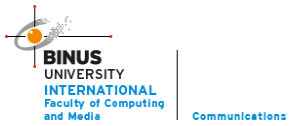 BINUS
UNIVERSITY
INTERNATIONAL
Faculty of Computing
and Media
Communications